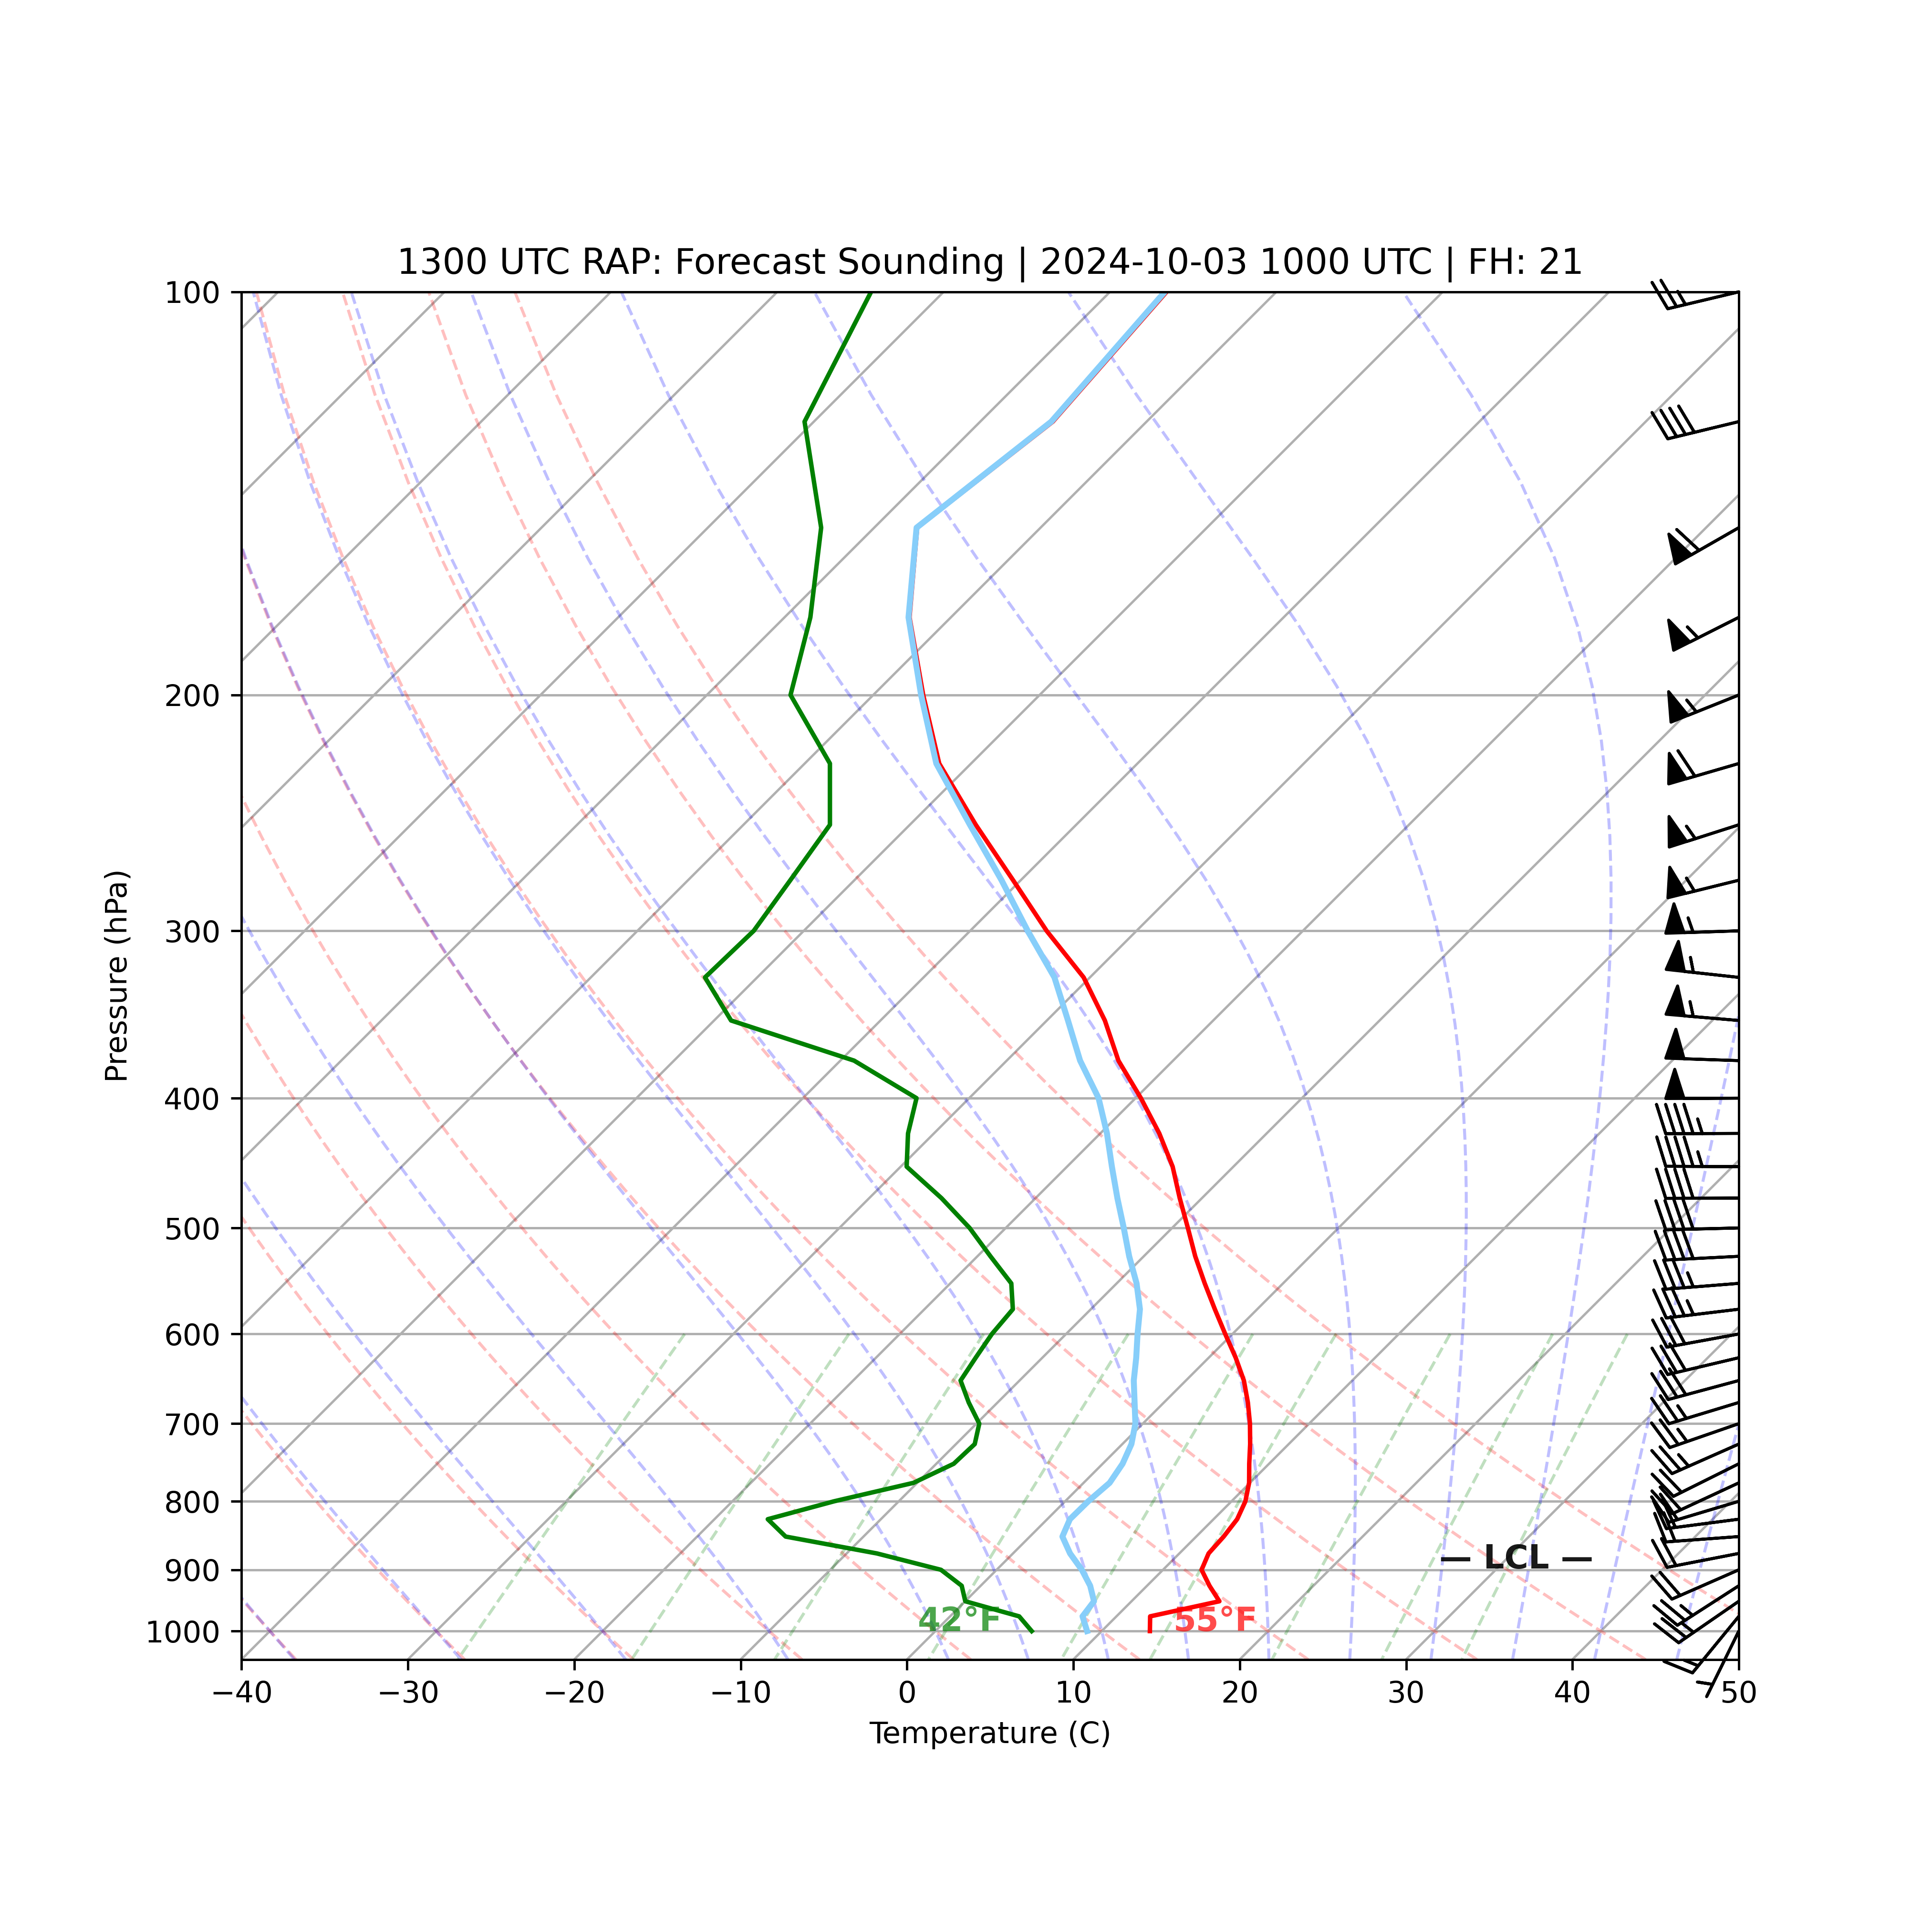 1300 UTC RAP: Forecast Sounding | 2024-10-03 1000 UTC | FH: 21
100
200
300
400
500
600
700
800
900
1000
Pressure (hPa)
— LCL —
42°F
55°F
−40 −30 −20 −10 0 10 20 30 40 50
Temperature (C)